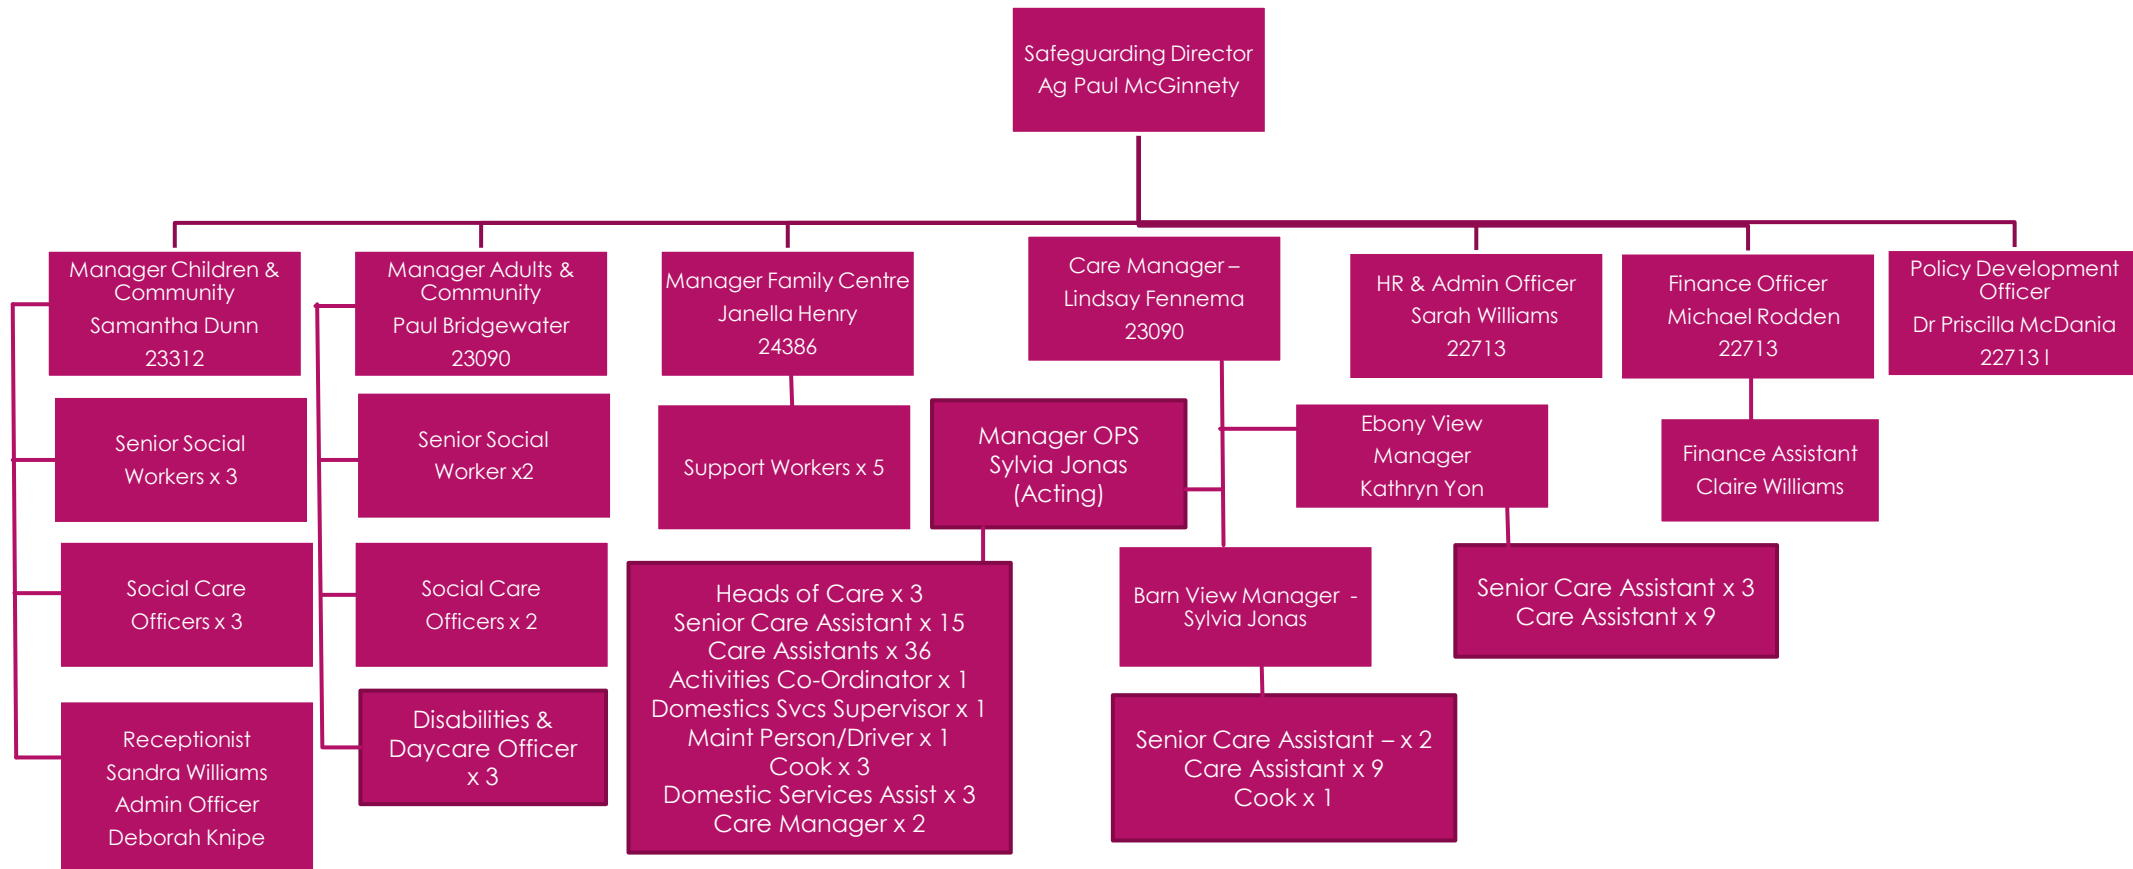 Safeguarding Director
Ag Paul McGinnety
Manager Children &
Community
Samantha Dunn
23312
Manager Adults &
Community
Paul Bridgewater
23090
Manager Family Centre
Janella Henry
24386
Care Manager –
Lindsay Fennema
23090
HR & Admin Officer
Sarah Williams
22713
Finance Officer
Michael Rodden
22713
Policy Development
Officer
Dr Priscilla McDania
22713 l
Senior Social
Workers x 3
Senior Social
Worker x2
Support Workers x 5
Manager OPS
Sylvia Jonas
(Acting)
Ebony View
Manager
Kathryn Yon
Finance Assistant
Claire Williams
Social Care
Officers x 3
Social Care
Officers x 2
Heads of Care x 3
Senior Care Assistant x 15
Care Assistants x 36
Activities Co-Ordinator x 1
Domestics Svcs Supervisor x 1
Maint Person/Driver x 1
Cook x 3
Domestic Services Assist x 3
Care Manager x 2
Barn View Manager  -
Sylvia Jonas
Senior Care Assistant x 3
Care Assistant x 9
Receptionist
Sandra Williams
Admin Officer
Deborah Knipe
Disabilities &
Daycare Officer
x 3
Senior Care Assistant – x 2
Care Assistant x 9
Cook x 1